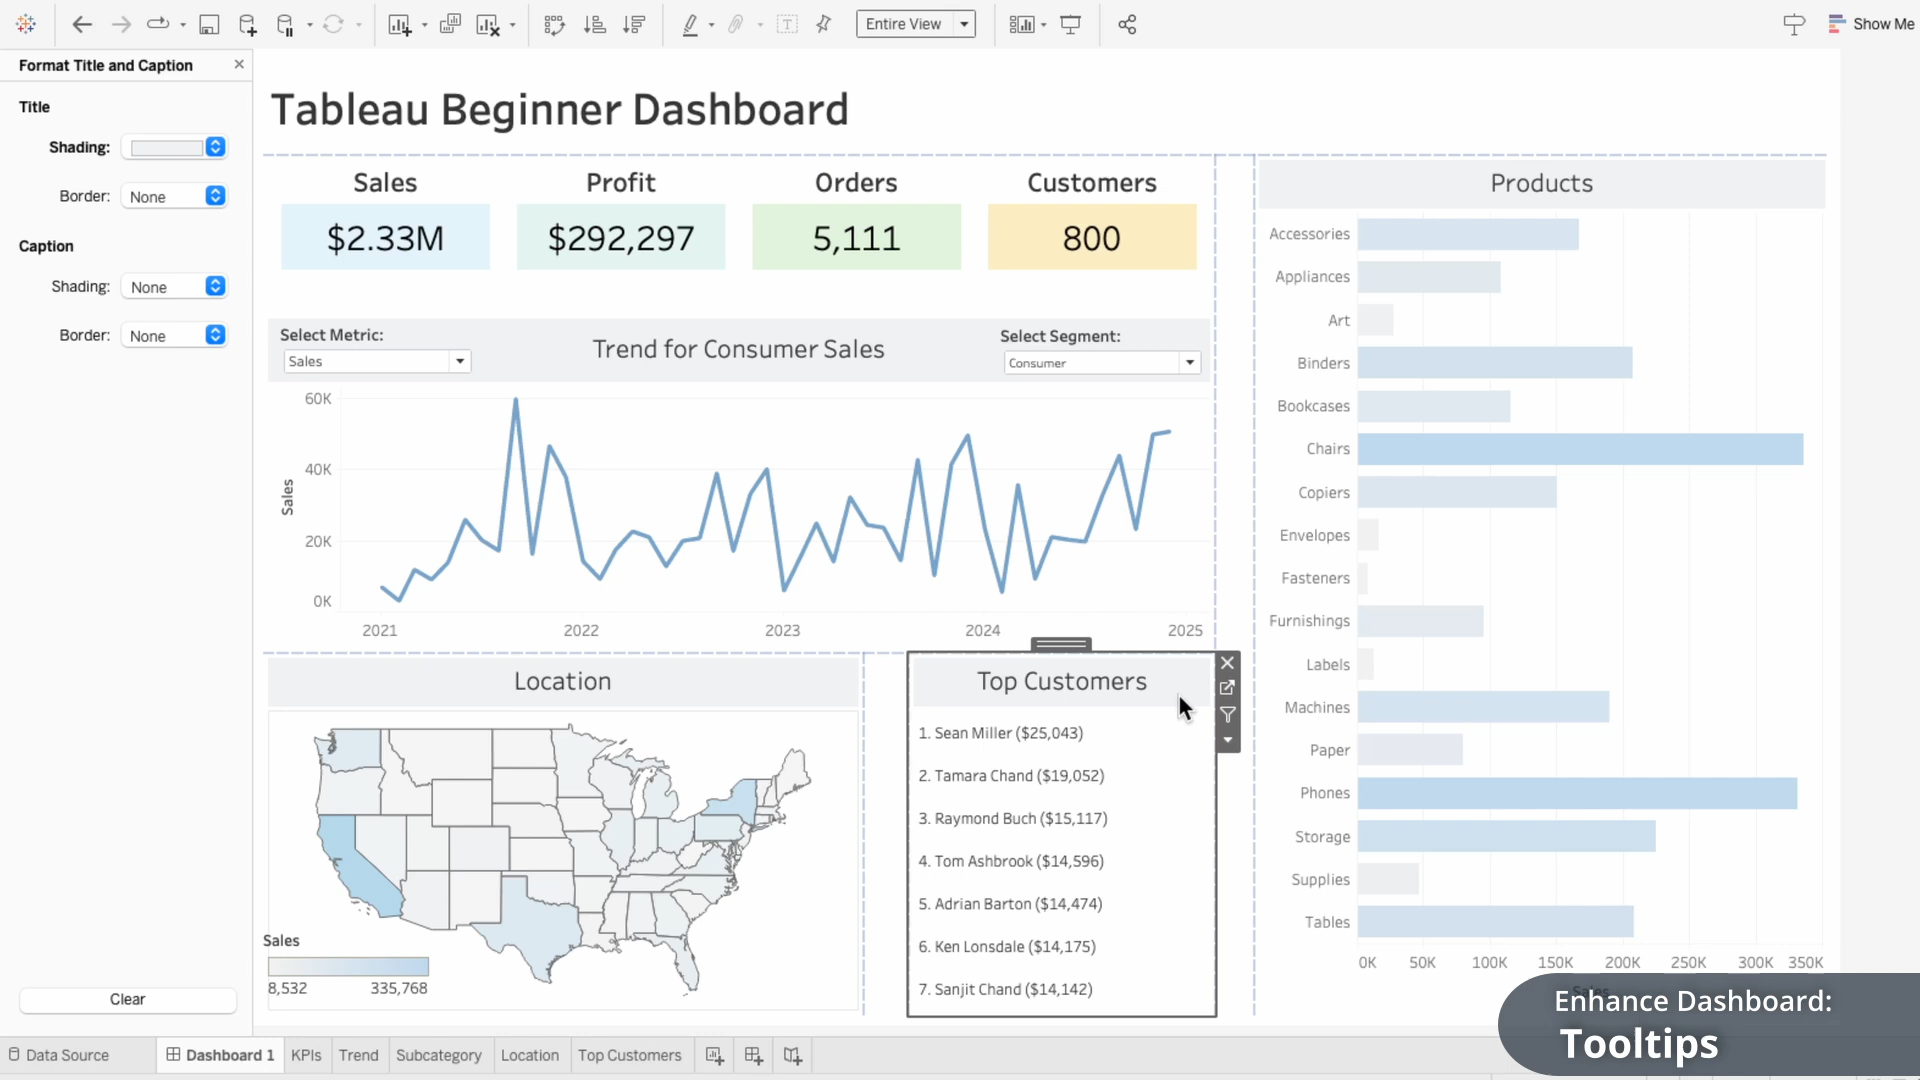 Entire View
Show Me
Format Title and Caption
Title
Shading:
Border: None
Caption
Shading: None
Border: None
Clear
Tableau Beginner Dashboard
Sales
Profit
Orders
Customers
$2.33M
$292,297
5,111
800
Select Metric:
Sales
Trend for Consumer Sales
Select Segment:
Consumer
60K
40K
20K
0K
Sales
2021
2022
2023
2024
2025
Location
Sales
8,532
335,768
Top Customers
1. Sean Miller ($25,043)
2. Tamara Chand ($19,052)
3. Raymond Buch ($15,117)
4. Tom Ashbrook ($14,596)
5. Adrian Barton ($14,474)
6. Ken Lonsdale ($14,175)
7. Sanjit Chand ($14,142)
Products
Accessories
Appliances
Art
Binders
Bookcases
Chairs
Copiers
Envelopes
Fasteners
Furnishings
Labels
Machines
Paper
Phones
Storage
Supplies
Tables
0K
50K
100K
150K
200K
250K
300K
350K
Sales
Enhance Dashboard:
Tooltips
Data Source
Dashboard 1
KPIs
Trend
Subcategory
Location
Top Customers